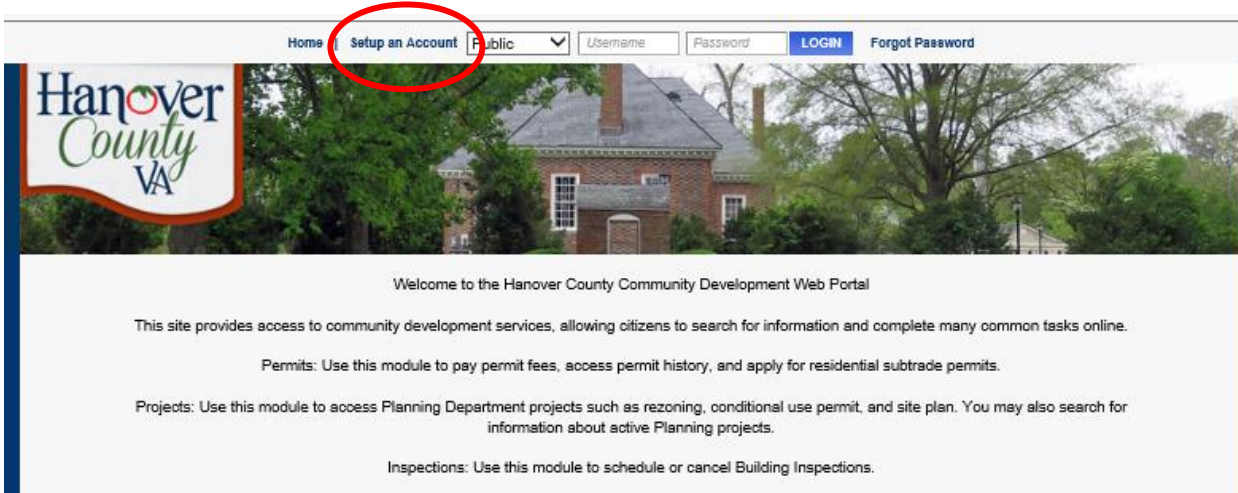 Home | Setup an Account Public Username Password LOGIN Forgot Password
Hanover
County
VA
Welcome to the Hanover County Community Development Web Portal
This site provides access to community development services, allowing citizens to search for information and complete many common tasks online.
Permits: Use this module to pay permit fees, access permit history, and apply for residential subtrade permits.
Projects: Use this module to access Planning Department projects such as rezoning, conditional use permit, and site plan. You may also search for
information about active Planning projects.
Inspections: Use this module to schedule or cancel Building Inspections.